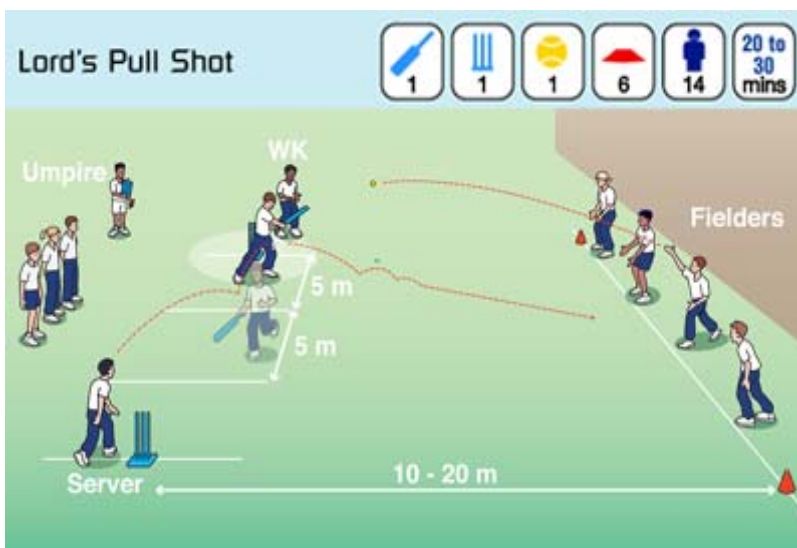 Lord's Pull Shot
1
1
1
6
14
20 to
30
mins
WK
Umpire
Fielders
5 m
5 m
10 - 20 m
Server